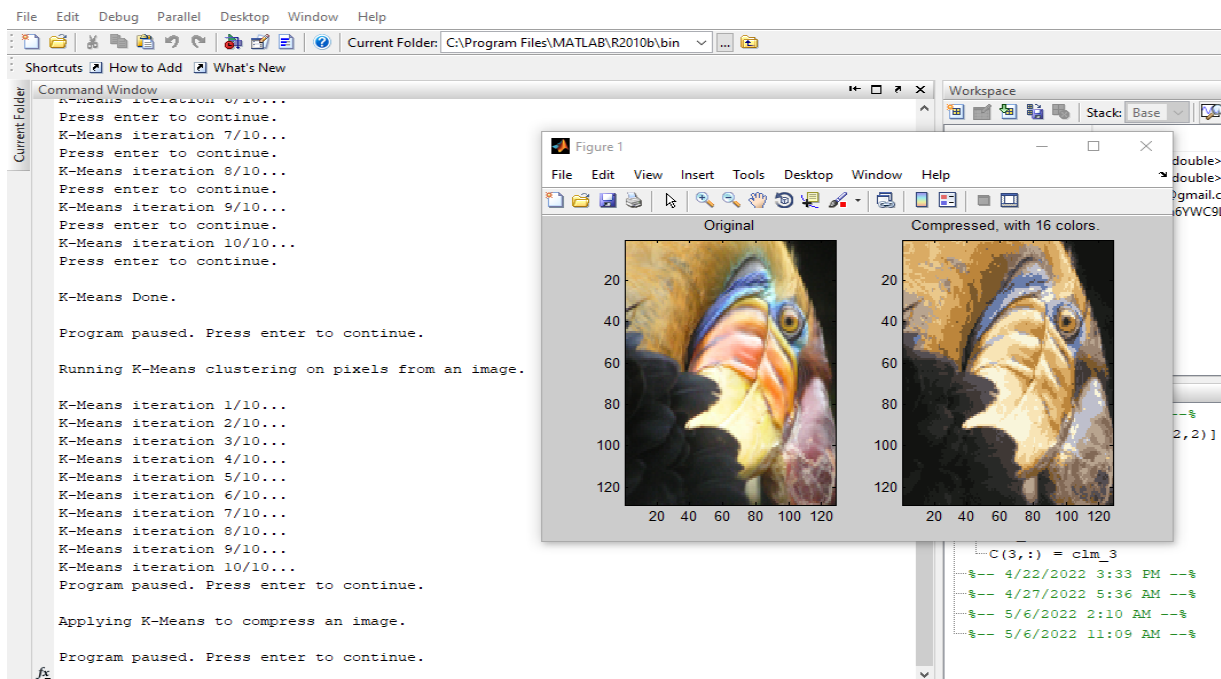 File Edit Debug Parallel Desktop Window Help
Current Folder: C:\Program Files\MATLAB\R2010b\bin
Shortcuts How to Add What's New
Current Folder
Command Window
K-Means iteration 6/10...
Press enter to continue.
K-Means iteration 7/10...
Press enter to continue.
K-Means iteration 8/10...
Press enter to continue.
K-Means iteration 9/10...
Press enter to continue.
K-Means iteration 10/10...
Press enter to continue.
K-Means Done.
Program paused. Press enter to continue.
Running K-Means clustering on pixels from an image.
K-Means iteration 1/10...
K-Means iteration 2/10...
K-Means iteration 3/10...
K-Means iteration 4/10...
K-Means iteration 5/10...
K-Means iteration 6/10...
K-Means iteration 7/10...
K-Means iteration 8/10...
K-Means iteration 9/10...
K-Means iteration 10/10...
Program paused. Press enter to continue.
Applying K-Means to compress an image.
Program paused. Press enter to continue.
fx
Figure 1
File Edit View Insert Tools Desktop Window Help
Original
20
40
60
80
100
120
20 40 60 80 100 120
Compressed, with 16 colors.
20
40
60
80
100
120
20 40 60 80 100 120
Workspace
Stack: Base
double>
double>
@gmail.c
--%
2,2)]
C(3,:) = clm_3
%-- 4/22/2022 3:33 PM --%
%-- 4/27/2022 5:36 AM --%
%-- 5/6/2022 2:10 AM --%
%-- 5/6/2022 11:09 AM --%